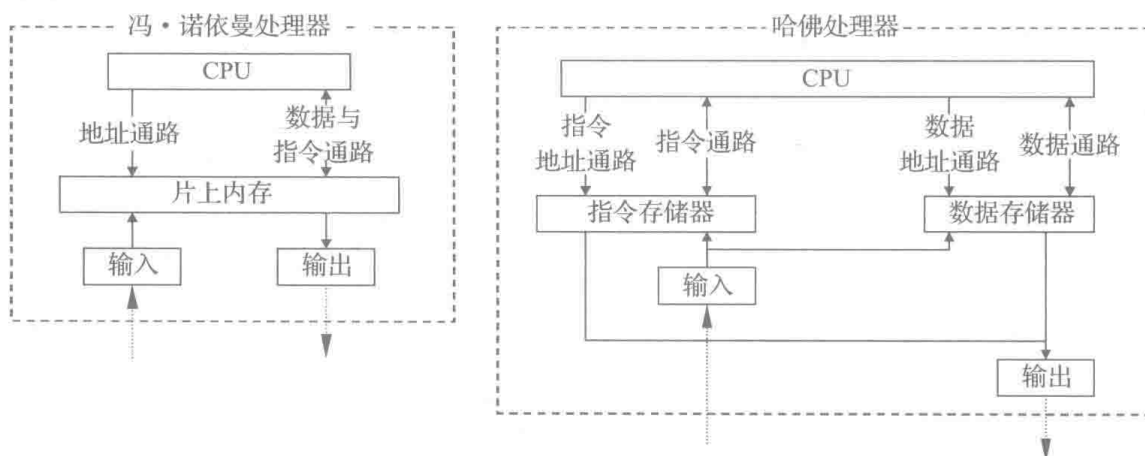 冯·诺依曼处理器
CPU
地址通路
数据与
指令通路
片上内存
输入
输出
哈佛处理器
CPU
指令
地址通路
指令通路
数据
地址通路
数据通路
指令存储器
数据存储器
输入
输出